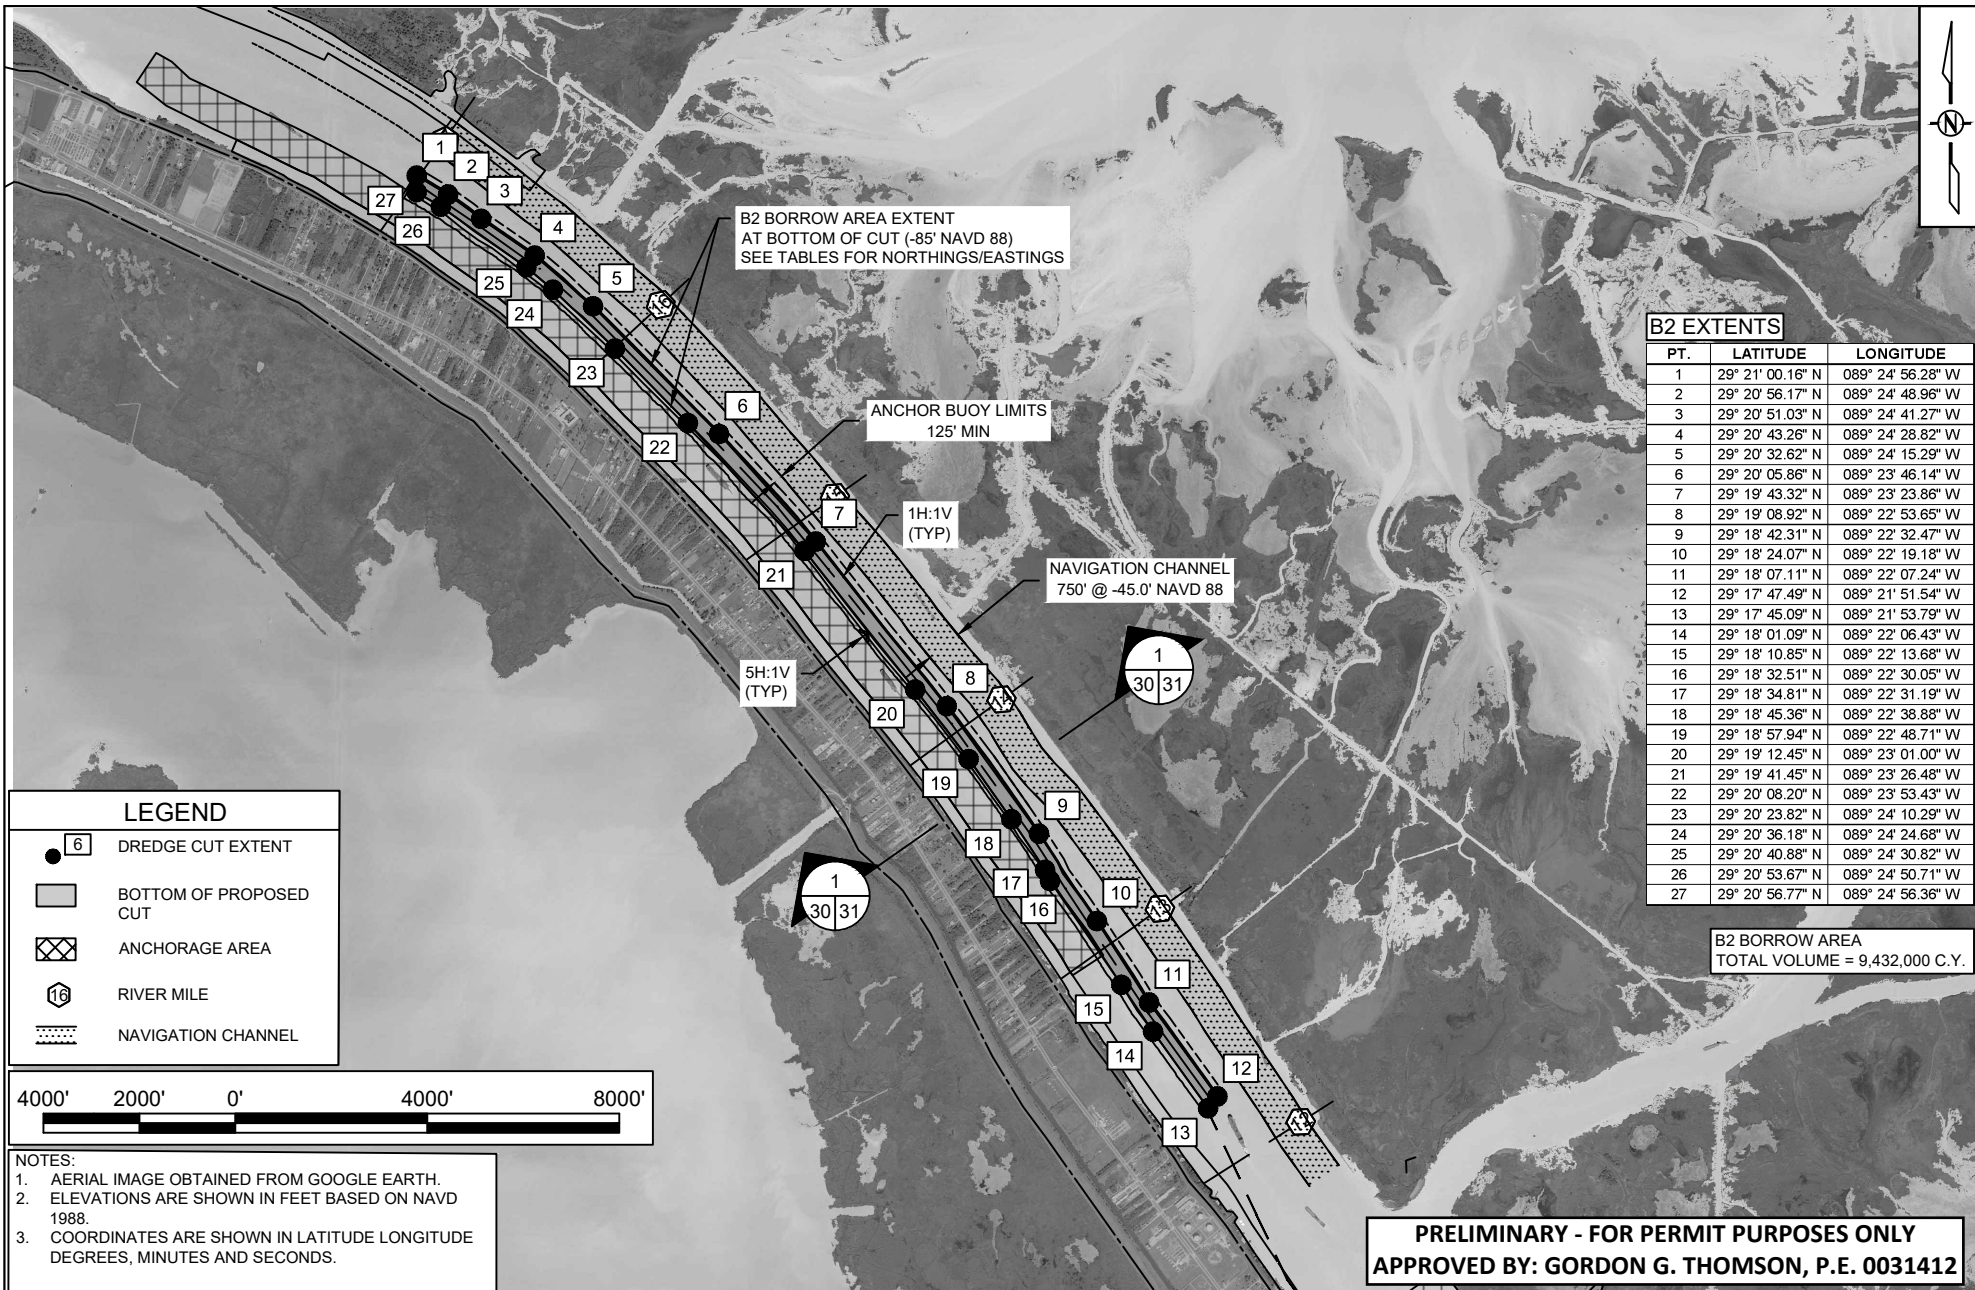 1
2
3
4
5
6
7
8
9
10
11
12
13
14
15
16
17
18
19
20
21
22
23
24
25
26
27
N
B2 BORROW AREA EXTENT
AT BOTTOM OF CUT (-85' NAVD 88)
SEE TABLES FOR NORTHINGS/EASTINGS
ANCHOR BUOY LIMITS
125' MIN
1H:1V
(TYP)
NAVIGATION CHANNEL
750' @ -45.0' NAVD 88
5H:1V
(TYP)
1
30 31
1
30 31
B2 EXTENTS
PT. LATITUDE LONGITUDE
1 29° 21' 00.16" N 089° 24' 56.28" W
2 29° 20' 56.17" N 089° 24' 48.96" W
3 29° 20' 51.03" N 089° 24' 41.27" W
4 29° 20' 43.26" N 089° 24' 28.82" W
5 29° 20' 32.62" N 089° 24' 15.29" W
6 29° 20' 05.86" N 089° 23' 46.14" W
7 29° 19' 43.32" N 089° 23' 23.86" W
8 29° 19' 08.92" N 089° 22' 53.65" W
9 29° 18' 42.31" N 089° 22' 32.47" W
10 29° 18' 24.07" N 089° 22' 19.18" W
11 29° 18' 07.11" N 089° 22' 07.24" W
12 29° 17' 47.49" N 089° 21' 51.54" W
13 29° 17' 45.09" N 089° 21' 53.79" W
14 29° 18' 01.09" N 089° 22' 06.43" W
15 29° 18' 10.85" N 089° 22' 13.68" W
16 29° 18' 32.51" N 089° 22' 30.05" W
17 29° 18' 34.81" N 089° 22' 31.19" W
18 29° 18' 45.36" N 089° 22' 38.88" W
19 29° 18' 57.94" N 089° 22' 48.71" W
20 29° 19' 12.45" N 089° 23' 01.00" W
21 29° 19' 41.45" N 089° 23' 26.48" W
22 29° 20' 08.20" N 089° 23' 53.43" W
23 29° 20' 23.82" N 089° 24' 10.29" W
24 29° 20' 36.18" N 089° 24' 24.68" W
25 29° 20' 40.88" N 089° 24' 30.82" W
26 29° 20' 53.67" N 089° 24' 50.71" W
27 29° 20' 56.77" N 089° 24' 56.36" W
B2 BORROW AREA
TOTAL VOLUME = 9,432,000 C.Y.
LEGEND
6 DREDGE CUT EXTENT
BOTTOM OF PROPOSED
CUT
ANCHORAGE AREA
16 RIVER MILE
NAVIGATION CHANNEL
4000' 2000' 0' 4000' 8000'
NOTES:
1. AERIAL IMAGE OBTAINED FROM GOOGLE EARTH.
2. ELEVATIONS ARE SHOWN IN FEET BASED ON NAVD
1988.
3. COORDINATES ARE SHOWN IN LATITUDE LONGITUDE
DEGREES, MINUTES AND SECONDS.
PRELIMINARY - FOR PERMIT PURPOSES ONLY
APPROVED BY: GORDON G. THOMSON, P.E. 0031412